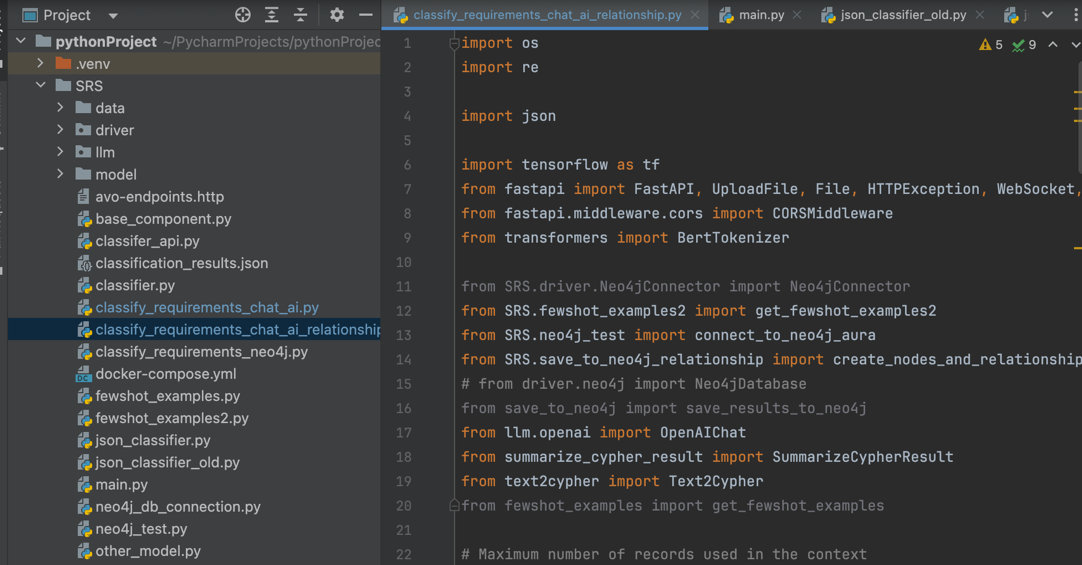 Project
classify_requirements_chat_ai_relationship.py
main.py
json_classifier_old.py
pythonProject ~/PycharmProjects/pythonProjec
.venv
SRS
data
driver
llm
model
avo-endpoints.http
base_component.py
classifer_api.py
classification_results.json
classifier.py
classify_requirements_chat_ai.py
classify_requirements_chat_ai_relationship
classify_requirements_neo4j.py
docker-compose.yml
fewshot_examples.py
fewshot_examples2.py
json_classifier.py
json_classifier_old.py
main.py
neo4j_db_connection.py
neo4j_test.py
other_model.py
5 9
1 import os
2 import re
3
4 import json
5
6 import tensorflow as tf
7 from fastapi import FastAPI, UploadFile, File, HTTPException, WebSocket,
8 from fastapi.middleware.cors import CORSMiddleware
9 from transformers import BertTokenizer
10
11 from SRS.driver.Neo4jConnector import Neo4jConnector
12 from SRS.fewshot_examples2 import get_fewshot_examples2
13 from SRS.neo4j_test import connect_to_neo4j_aura
14 from SRS.save_to_neo4j_relationship import create_nodes_and_relationship
15 # from driver.neo4j import Neo4jDatabase
16 from save_to_neo4j import save_results_to_neo4j
17 from llm.openai import OpenAIChat
18 from summarize_cypher_result import SummarizeCypherResult
19 from text2cypher import Text2Cypher
20 from fewshot_examples import get_fewshot_examples
21
22 # Maximum number of records used in the context